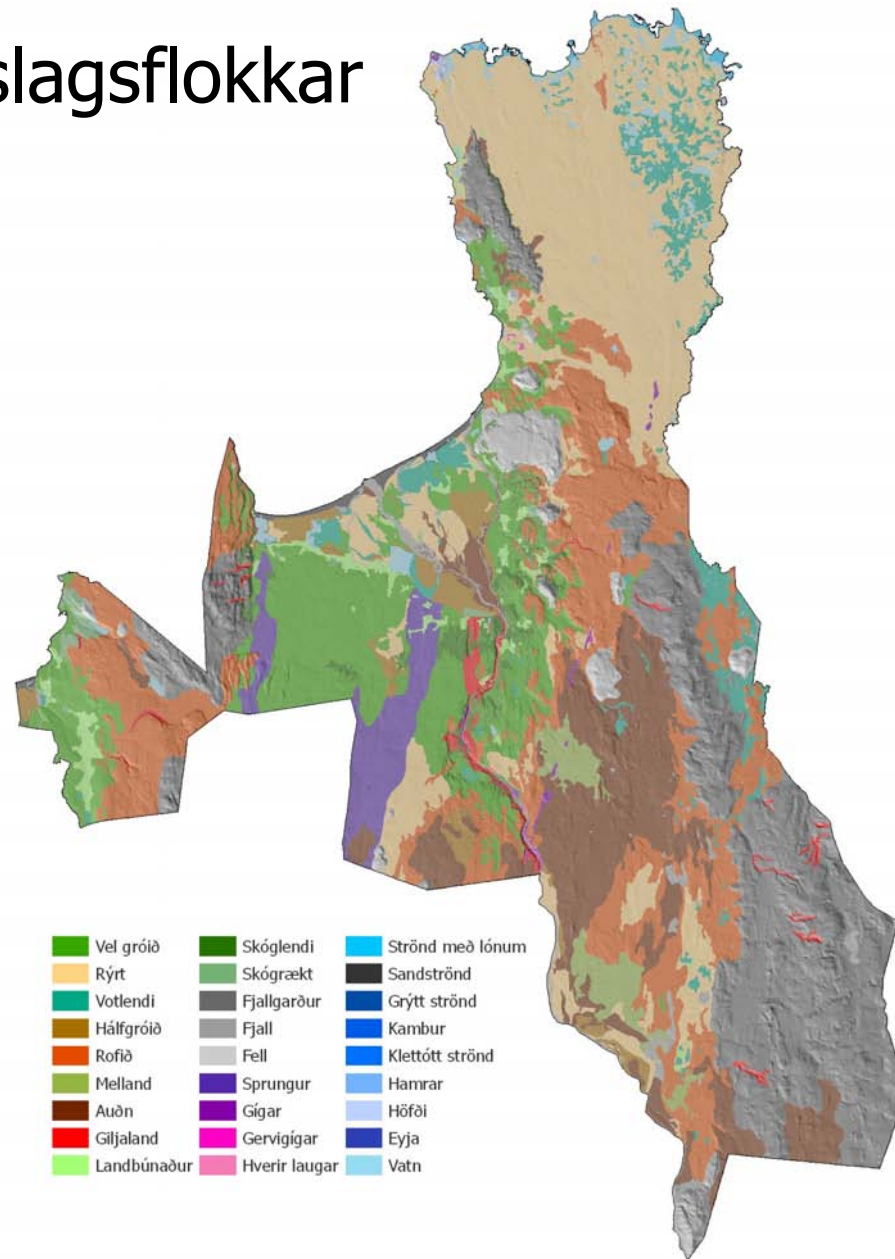 slagsflokkar
Vel gróið
Rýrt
Votlendi
Hálfgróið
Rofið
Melland
Auðn
Giljaland
Landbúnaður
Skóglendi
Skógrækt
Fjallgarður
Fjall
Fell
Sprungur
Gígar
Gervigígar
Hverir laugar
Strönd með lónum
Sandströnd
Grýtt strönd
Kambur
Klettótt strönd
Hamrar
Höfði
Eyja
Vatn